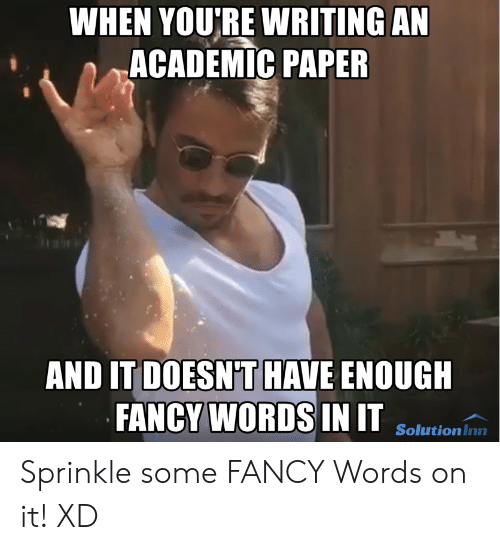 WHEN YOU'RE WRITING AN
ACADEMIC PAPER
AND IT DOESN'T HAVE ENOUGH
FANCY WORDS IN IT
SolutionInn
Sprinkle some FANCY Words on
it! XD